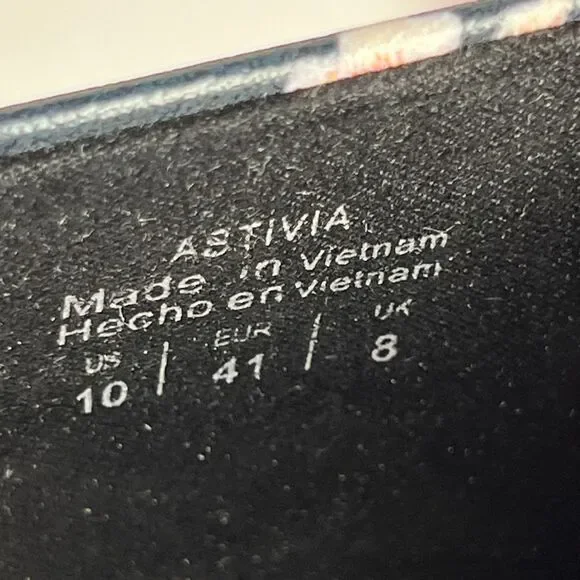 ASTIVIA
Made in Vietnam
Hecho en Vietnam
US | EUR | UK
10 | 41 | 8